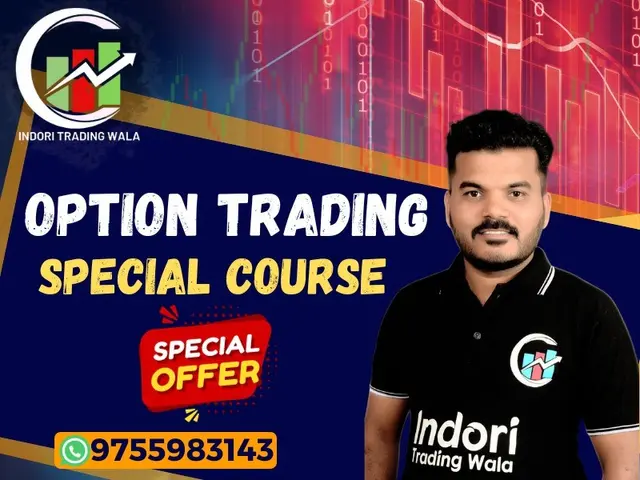 INDORI TRADING WALA
OPTION TRADING
SPECIAL COURSE
SPECIAL
OFFER
9755983143
Indori
Trading Wala